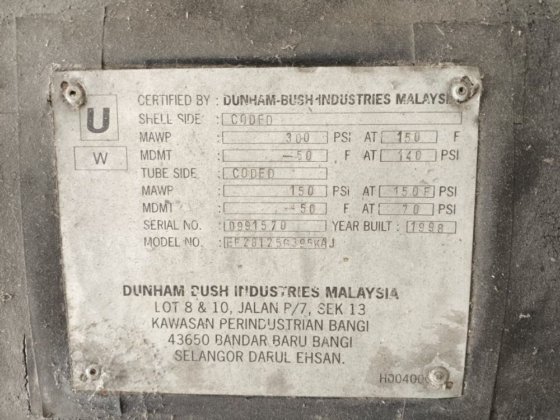 U
W
CERTIFIED BY : DUNHAM-BUSH INDUSTRIES MALAYSIA
SHELL SIDE: CODED
MAWP 300 PSI AT 150 F
MDMT -50 F AT 140 PSI
TUBE SIDE CODED
MAWP 150 PSI AT 150 F PSI
MDMT -50 F AT 70 PSI
SERIAL NO. 0991570 YEAR BUILT : 1998
MODEL NO.
DUNHAM BUSH INDUSTRIES MALAYSIA
LOT 8 & 10, JALAN P/7, SEK 13
KAWASAN PERINDUSTRIAN BANGI
43650 BANDAR BARU BANGI
SELANGOR DARUL EHSAN.